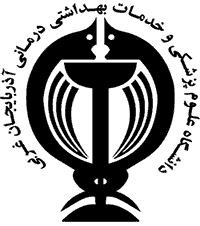 دانشگاه علوم پزشکی و خدمات بهداشتی درمانی آذربایجان غربی